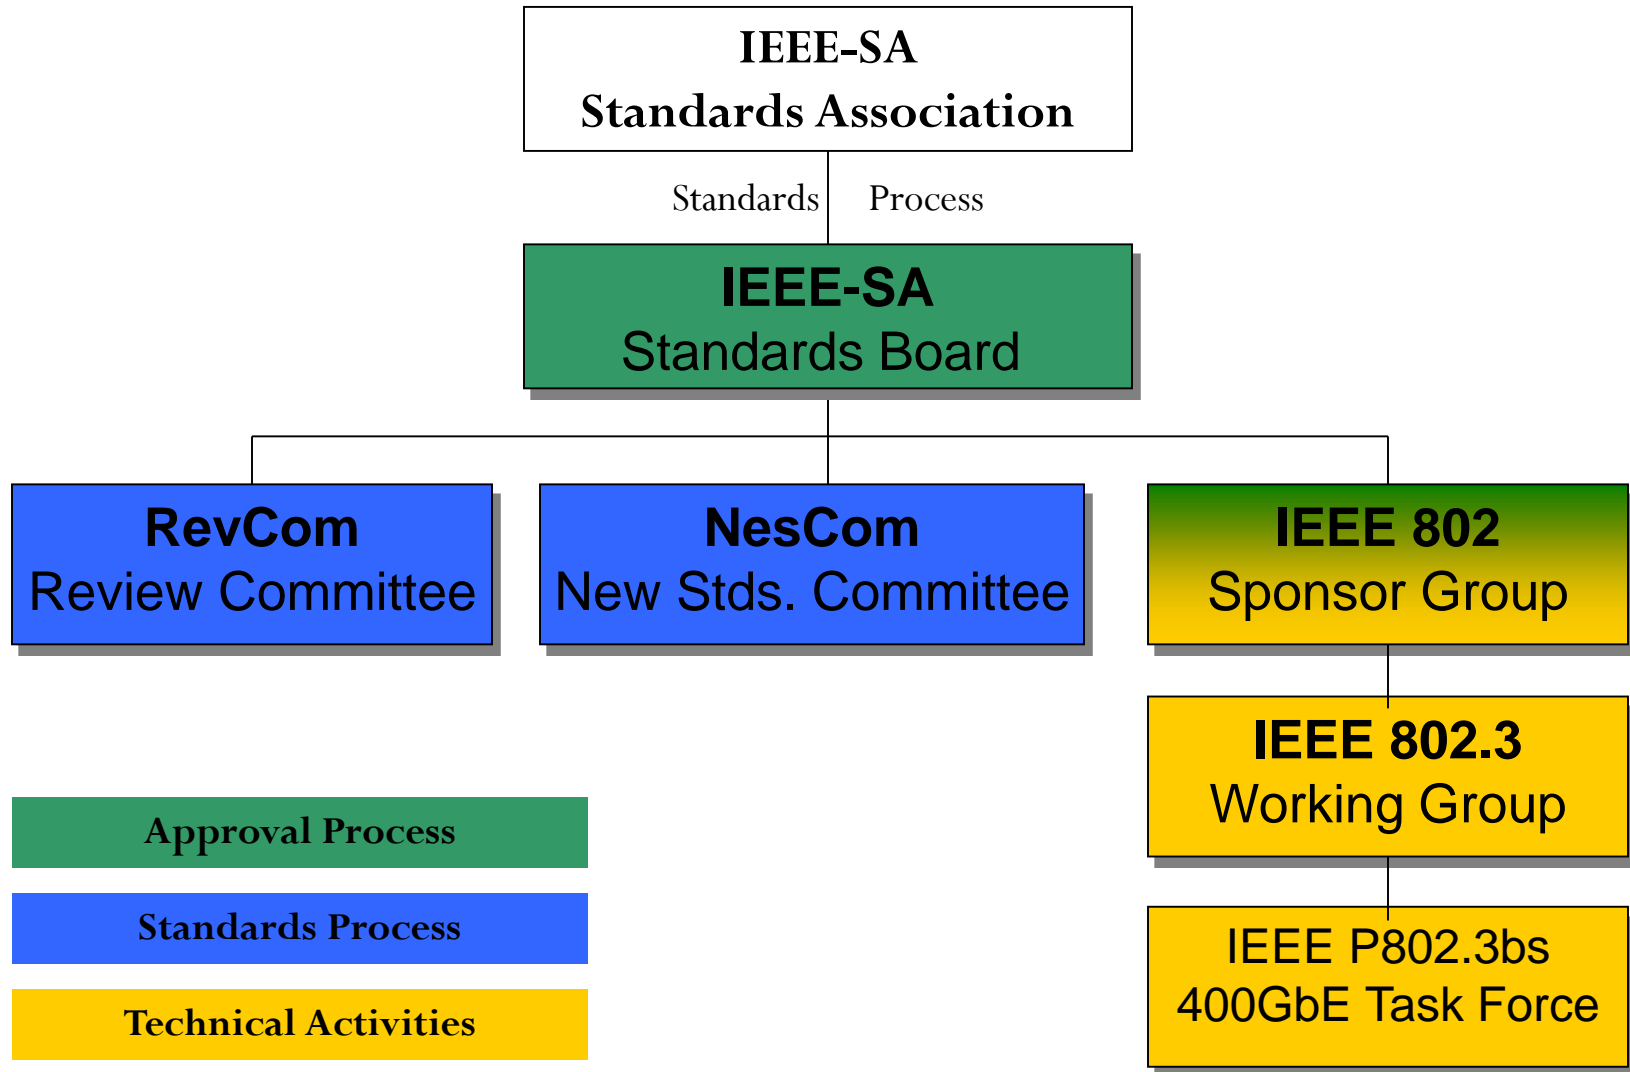 IEEE-SA
Standards Association
Standards Process
IEEE-SA
Standards Board
RevCom
Review Committee
NesCom
New Stds. Committee
IEEE 802
Sponsor Group
IEEE 802.3
Working Group
IEEE P802.3bs
400GbE Task Force
Approval Process
Standards Process
Technical Activities